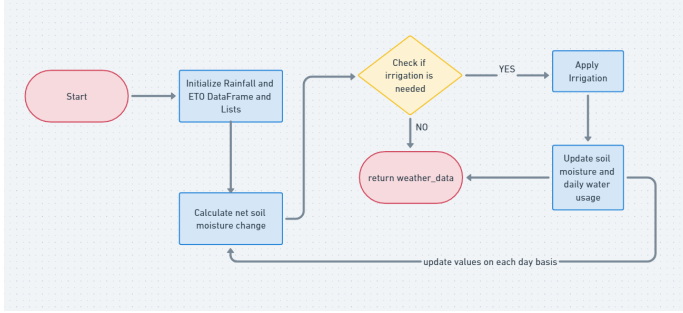 Start
Initialize Rainfall and
ETO DataFrame and
Lists
Calculate net soil
moisture change
Check if
irrigation is
needed
YES
NO
Apply
Irrigation
return weather_data
Update soil
moisture and
daily water
usage
update values on each day basis